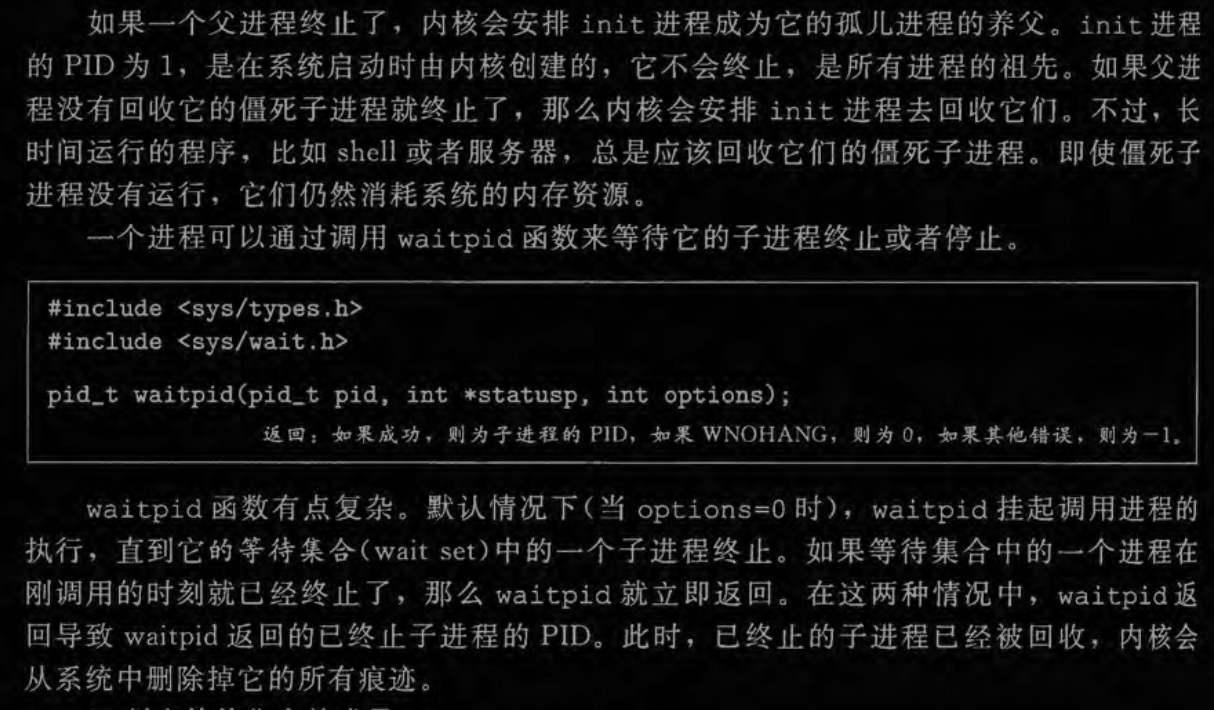 如果一个父进程终止了，内核会安排 init 进程成为它的孤儿进程的养父。init 进程
的 PID 为 1，是在系统启动时由内核创建的，它不会终止，是所有进程的祖先。如果父进
程没有回收它的僵死子进程就终止了，那么内核会安排 init 进程去回收它们。不过，长
时间运行的程序，比如 shell 或者服务器，总是应该回收它们的僵死子进程。即使僵死子
进程没有运行，它们仍然消耗系统的内存资源。
一个进程可以通过调用 waitpid 函数来等待它的子进程终止或者停止。
#include <sys/types.h>
#include <sys/wait.h>
pid_t waitpid(pid_t pid, int *statusp, int options);
返回：如果成功，则为子进程的 PID，如果 WNOHANG，则为 0，如果其他错误，则为－1。
waitpid 函数有点复杂。默认情况下(当 options=0 时)，waitpid 挂起调用进程的
执行，直到它的等待集合(wait set)中的一个子进程终止。如果等待集合中的一个进程在
刚调用的时刻就已经终止了，那么 waitpid 就立即返回。在这两种情况中，waitpid 返
回导致 waitpid 返回的已终止子进程的 PID。此时，已终止的子进程已经被回收，内核会
从系统中删除掉它的所有痕迹。